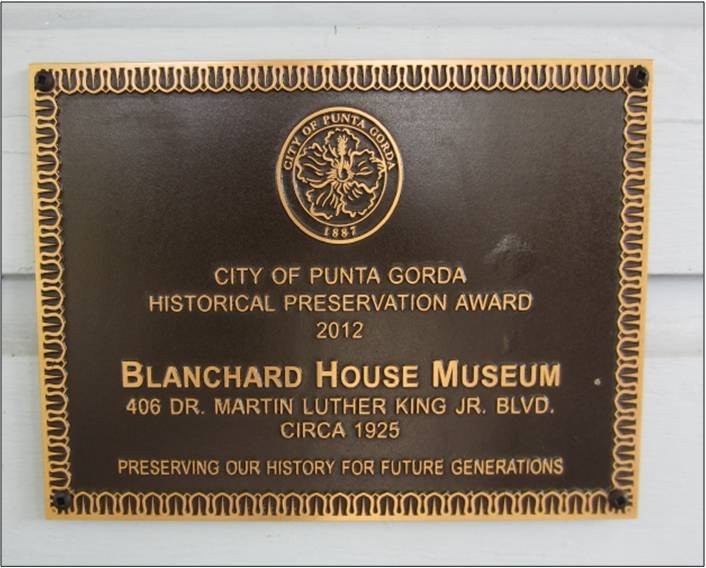 CITY OF PUNTA GORDA
1887
CITY OF PUNTA GORDA
HISTORICAL PRESERVATION AWARD
2012
BLANCHARD HOUSE MUSEUM
406 DR. MARTIN LUTHER KING JR. BLVD.
CIRCA 1925
PRESERVING OUR HISTORY FOR FUTURE GENERATIONS